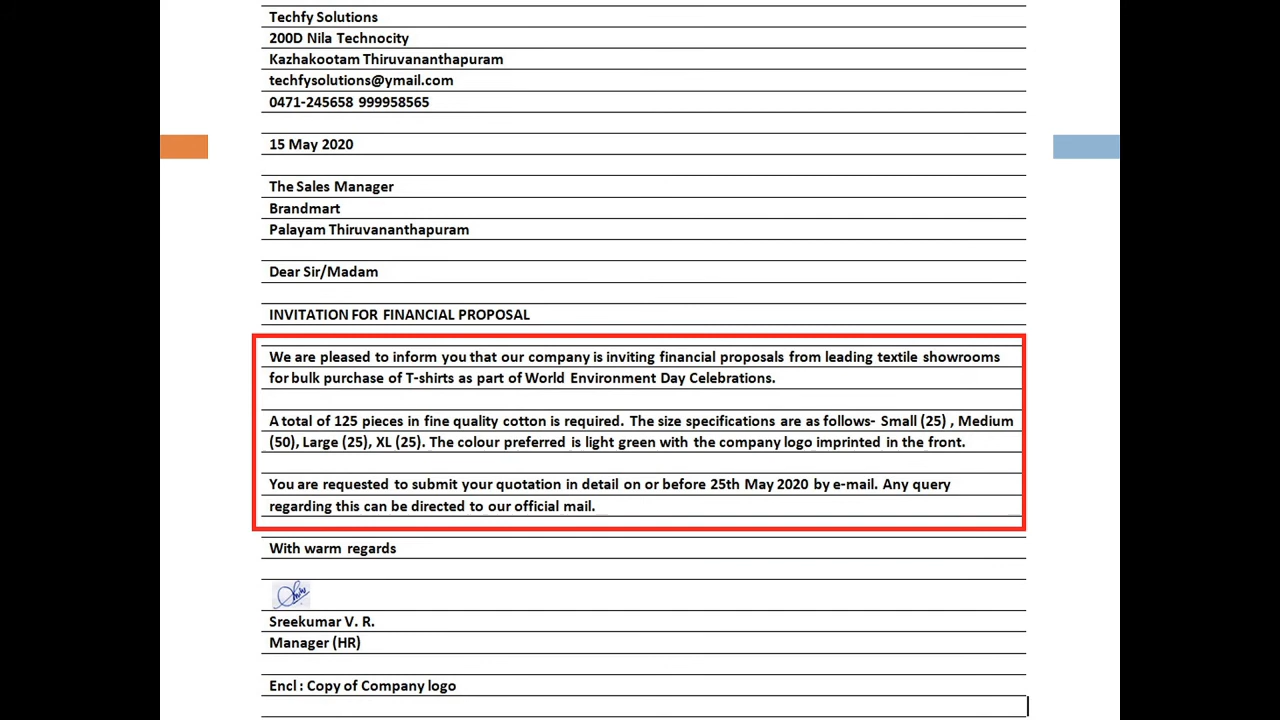 Techfy Solutions
200D Nila Technocity
Kazhakootam Thiruvananthapuram
techfysolutions@ymail.com
0471-245658 999958565
15 May 2020
The Sales Manager
Brandmart
Palayam Thiruvananthapuram
Dear Sir/Madam
INVITATION FOR FINANCIAL PROPOSAL
We are pleased to inform you that our company is inviting financial proposals from leading textile showrooms
for bulk purchase of T-shirts as part of World Environment Day Celebrations.
A total of 125 pieces in fine quality cotton is required. The size specifications are as follows- Small (25) , Medium
(50), Large (25), XL (25). The colour preferred is light green with the company logo imprinted in the front.
You are requested to submit your quotation in detail on or before 25th May 2020 by e-mail. Any query
regarding this can be directed to our official mail.
With warm regards
Sreekumar V. R.
Manager (HR)
Encl : Copy of Company logo